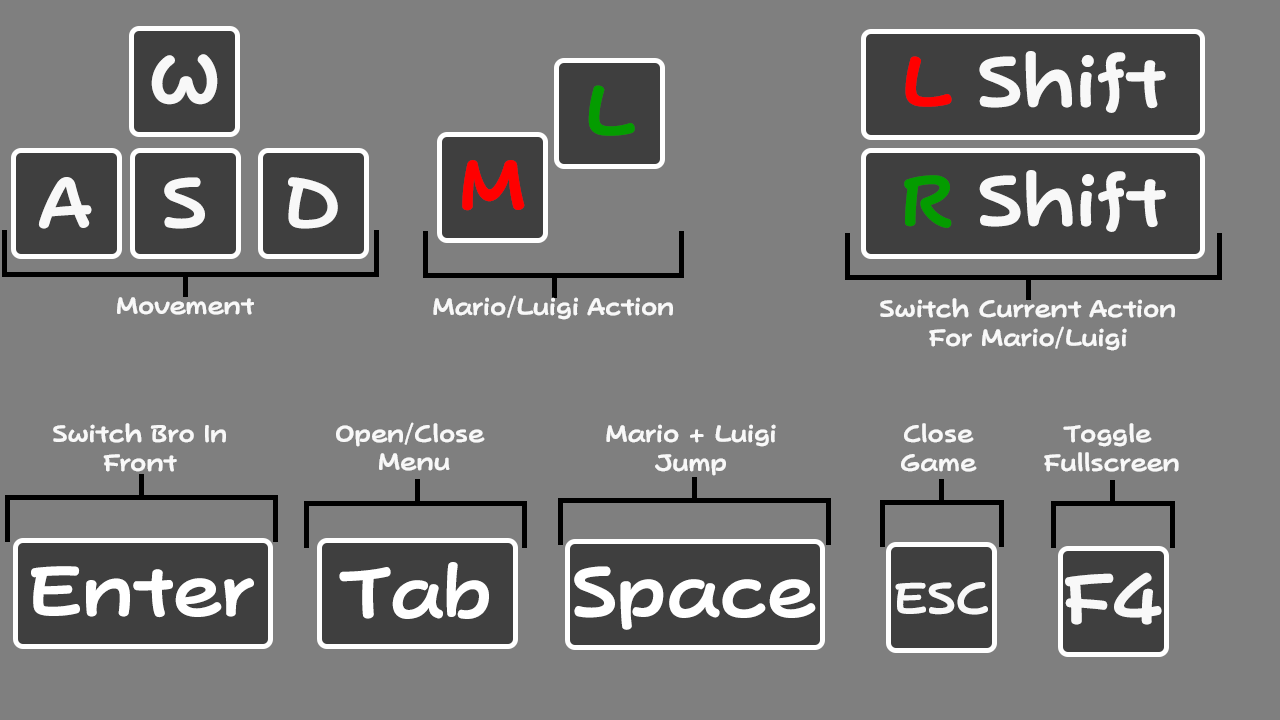 W
L
M
A S D
L Shift
R Shift
Movement
Mario/Luigi Action
Switch Current Action
For Mario/Luigi
Switch Bro In
Front
Open/Close
Menu
Mario + Luigi
Jump
Close
Game
Toggle
Fullscreen
Enter
Tab
Space
ESC
F4